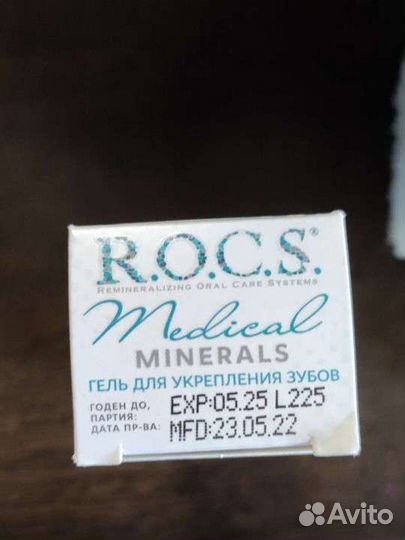 R.O.C.S.®
REMINERALIZING ORAL CARE SYSTEMS
Medical
MINERALS
ГЕЛЬ ДЛЯ УКРЕПЛЕНИЯ ЗУБОВ
ГОДЕН ДО, EXP:05.25 L225
ПАРТИЯ:
ДАТА ПР-ВА: MFD:23.05.22
Avito